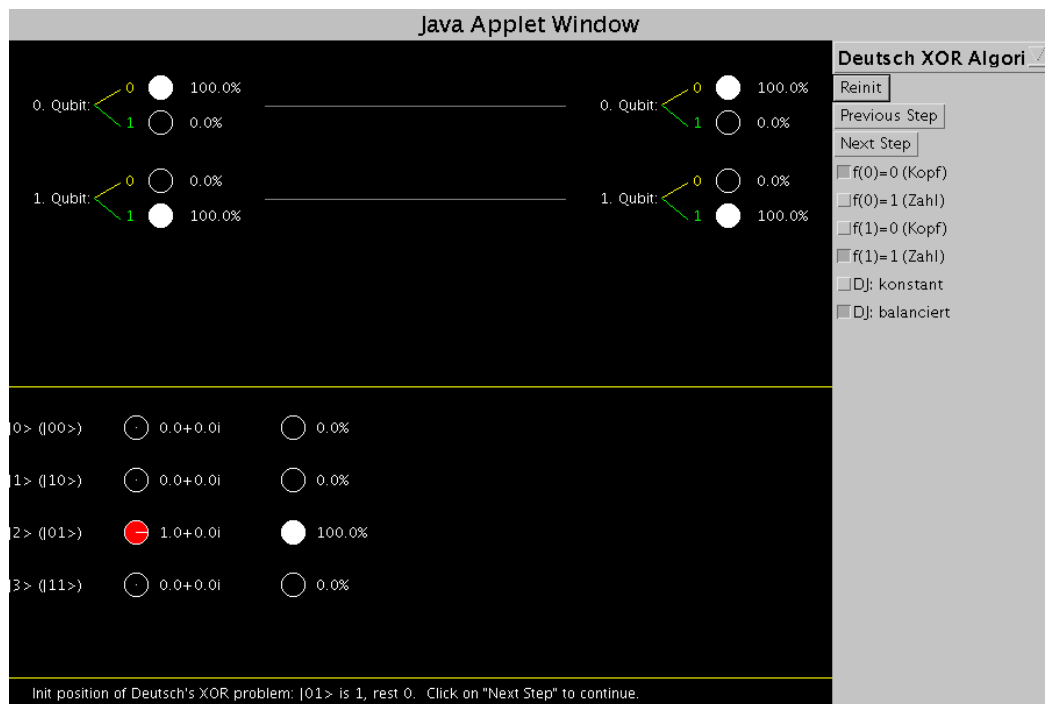 Java Applet Window
Deutsch XOR Algori
Reinit
Previous Step
Next Step
f(0)=0 (Kopf)
f(0)=1 (Zahl)
f(1)=0 (Kopf)
f(1)=1 (Zahl)
DJ: konstant
DJ: balanciert
0. Qubit: 0 100.0% 0. Qubit: 0 100.0%
1 0.0% 1 0.0%
1. Qubit: 0 0.0% 1. Qubit: 0 0.0%
1 100.0% 1 100.0%
|0> (|00>) 0.0+0.0i 0.0%
|1> (|10>) 0.0+0.0i 0.0%
|2> (|01>) 1.0+0.0i 100.0%
|3> (|11>) 0.0+0.0i 0.0%
Init position of Deutsch's XOR problem: |01> is 1, rest 0. Click on "Next Step" to continue.